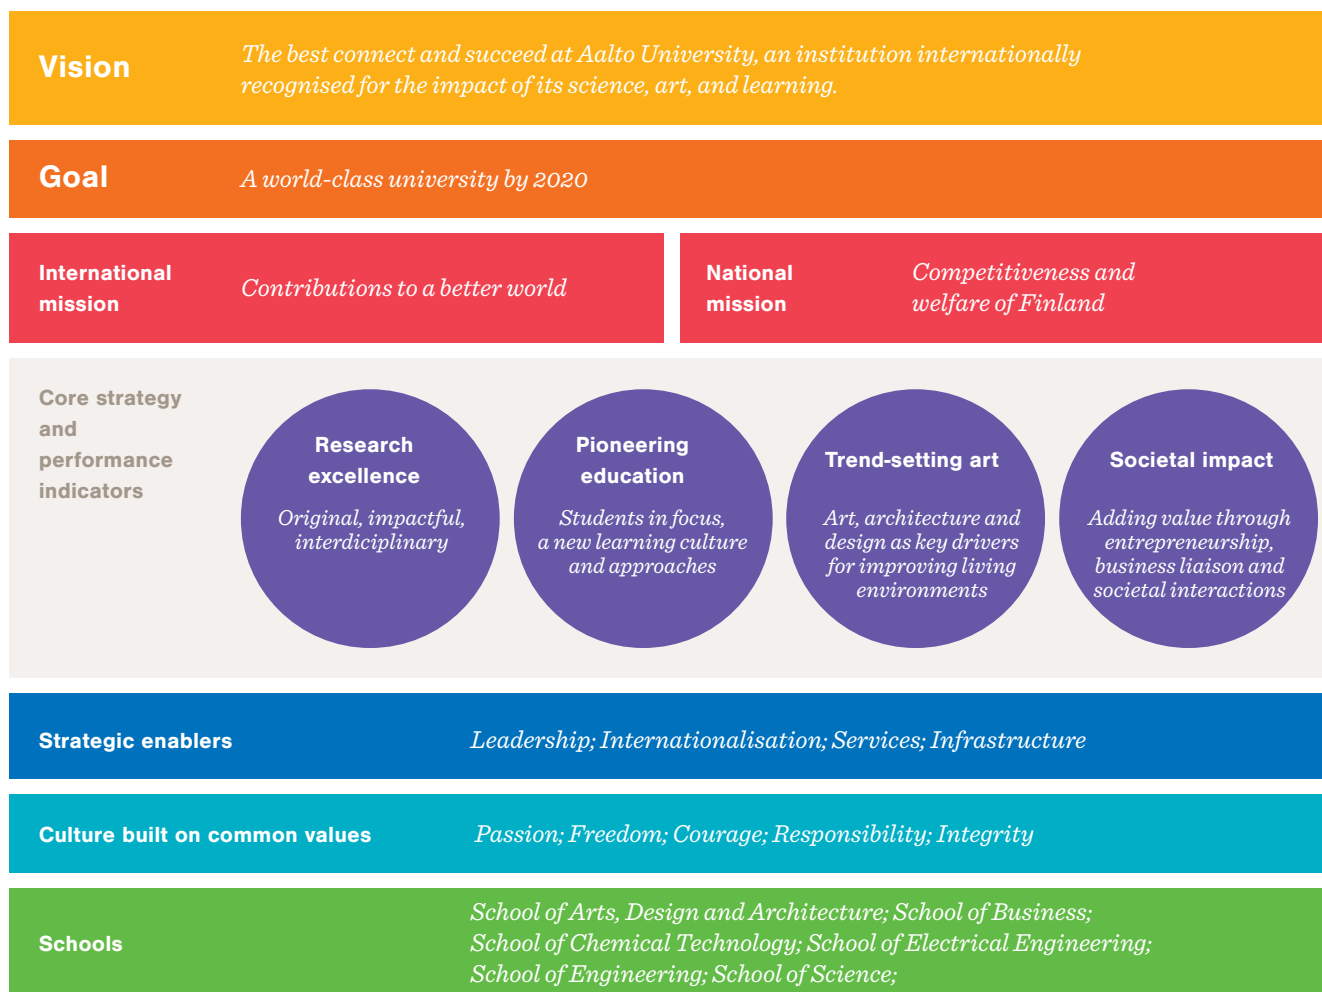 Vision
The best connect and succeed at Aalto University, an institution internationally
recognised for the impact of its science, art, and learning.
Goal
A world-class university by 2020
International
mission
Contributions to a better world
National
mission
Competitiveness and
welfare of Finland
Core strategy
and
performance
indicators
Research
excellence
Original, impactful,
interdiciplinary
Pioneering
education
Students in focus,
a new learning culture
and approaches
Trend-setting art
Art, architecture and
design as key drivers
for improving living
environments
Societal impact
Adding value through
entrepreneurship,
business liaison and
societal interactions
Strategic enablers
Leadership; Internationalisation; Services; Infrastructure
Culture built on common values
Passion; Freedom; Courage; Responsibility; Integrity
Schools
School of Arts, Design and Architecture; School of Business;
School of Chemical Technology; School of Electrical Engineering;
School of Engineering; School of Science;